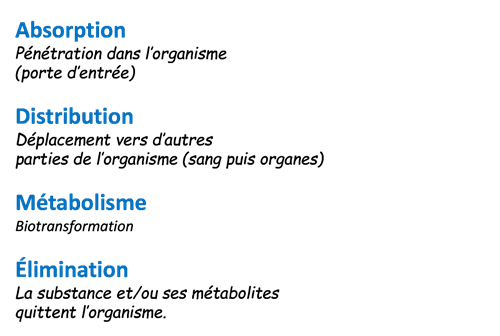 Absorption
Pénétration dans l'organisme
(porte d'entrée)
Distribution
Déplacement vers d'autres
parties de l'organisme (sang puis organes)
Métabolisme
Biotransformation
Élimination
La substance et/ou ses métabolites
quittent l'organisme.